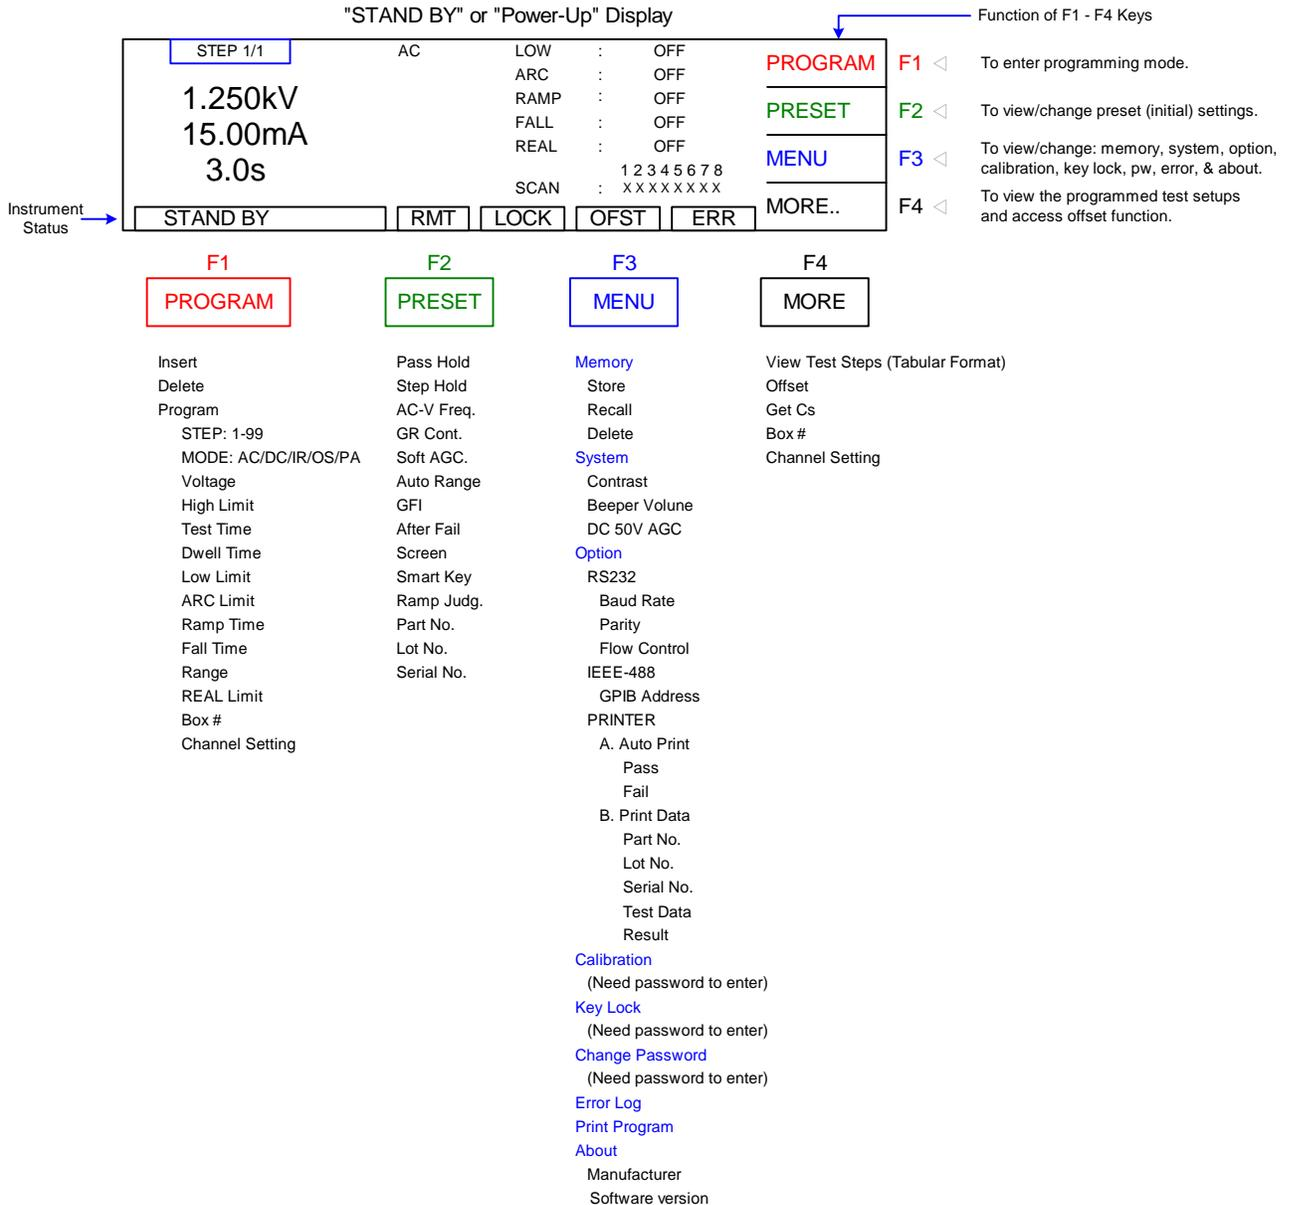 "STAND BY" or "Power-Up" Display
Function of F1 - F4 Keys
STEP 1/1
AC
LOW : OFF
ARC : OFF
RAMP : OFF
FALL : OFF
REAL : OFF
1 2 3 4 5 6 7 8
SCAN : X X X X X X X X
1.250kV
15.00mA
3.0s
PROGRAM F1 To enter programming mode.
PRESET F2 To view/change preset (initial) settings.
MENU F3 To view/change: memory, system, option,
calibration, key lock, pw, error, & about.
MORE.. F4 To view the programmed test setups
and access offset function.
Instrument
Status
STAND BY RMT LOCK OFST ERR
F1
PROGRAM
Insert
Delete
Program
STEP: 1-99
MODE: AC/DC/IR/OS/PA
Voltage
High Limit
Test Time
Dwell Time
Low Limit
ARC Limit
Ramp Time
Fall Time
Range
REAL Limit
Box #
Channel Setting
F2
PRESET
Pass Hold
Step Hold
AC-V Freq.
GR Cont.
Soft AGC.
Auto Range
GFI
After Fail
Screen
Smart Key
Ramp Judg.
Part No.
Lot No.
Serial No.
F3
MENU
Memory
Store
Recall
Delete
System
Contrast
Beeper Volune
DC 50V AGC
Option
RS232
Baud Rate
Parity
Flow Control
IEEE-488
GPIB Address
PRINTER
A. Auto Print
Pass
Fail
B. Print Data
Part No.
Lot No.
Serial No.
Test Data
Result
Calibration
(Need password to enter)
Key Lock
(Need password to enter)
Change Password
(Need password to enter)
Error Log
Print Program
About
Manufacturer
Software version
F4
MORE
View Test Steps (Tabular Format)
Offset
Get Cs
Box #
Channel Setting